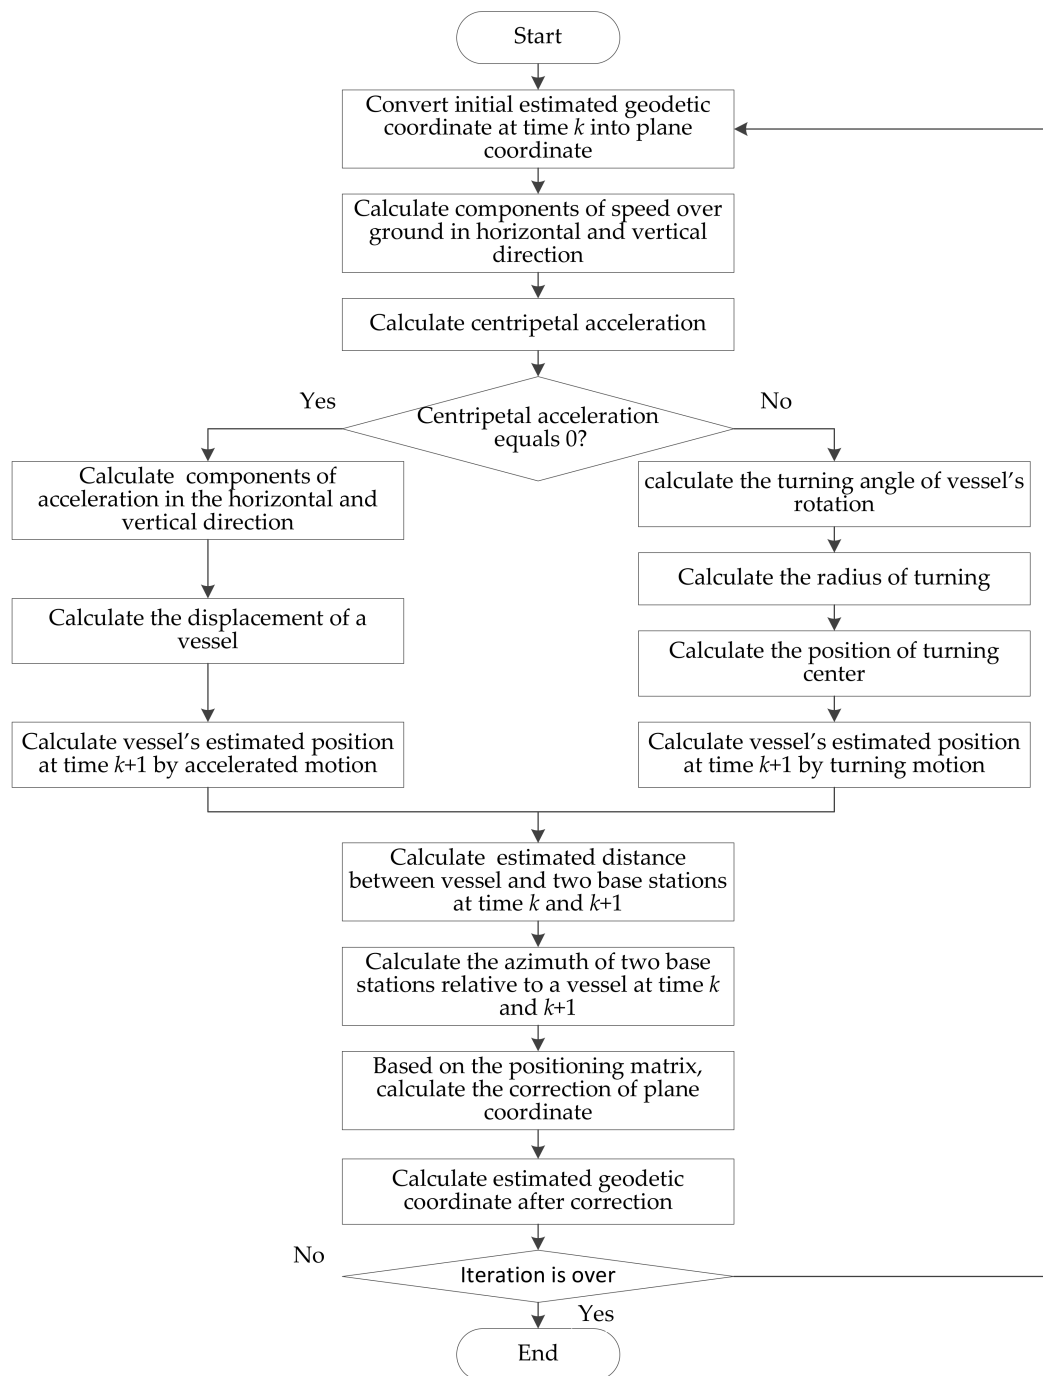 Start
Convert initial estimated geodetic
coordinate at time k into plane
coordinate
Calculate components of speed over
ground in horizontal and vertical
direction
Calculate centripetal acceleration
Yes
No
Centripetal acceleration
equals 0?
Calculate components of
acceleration in the horizontal and
vertical direction
Calculate the displacement of a
vessel
Calculate vessel's estimated position
at time k+1 by accelerated motion
calculate the turning angle of vessel's
rotation
Calculate the radius of turning
Calculate the position of turning
center
Calculate vessel's estimated position
at time k+1 by turning motion
Calculate estimated distance
between vessel and two base stations
at time k and k+1
Calculate the azimuth of two base
stations relative to a vessel at time k
and k+1
Based on the positioning matrix,
calculate the correction of plane
coordinate
Calculate estimated geodetic
coordinate after correction
No
Iteration is over
Yes
End